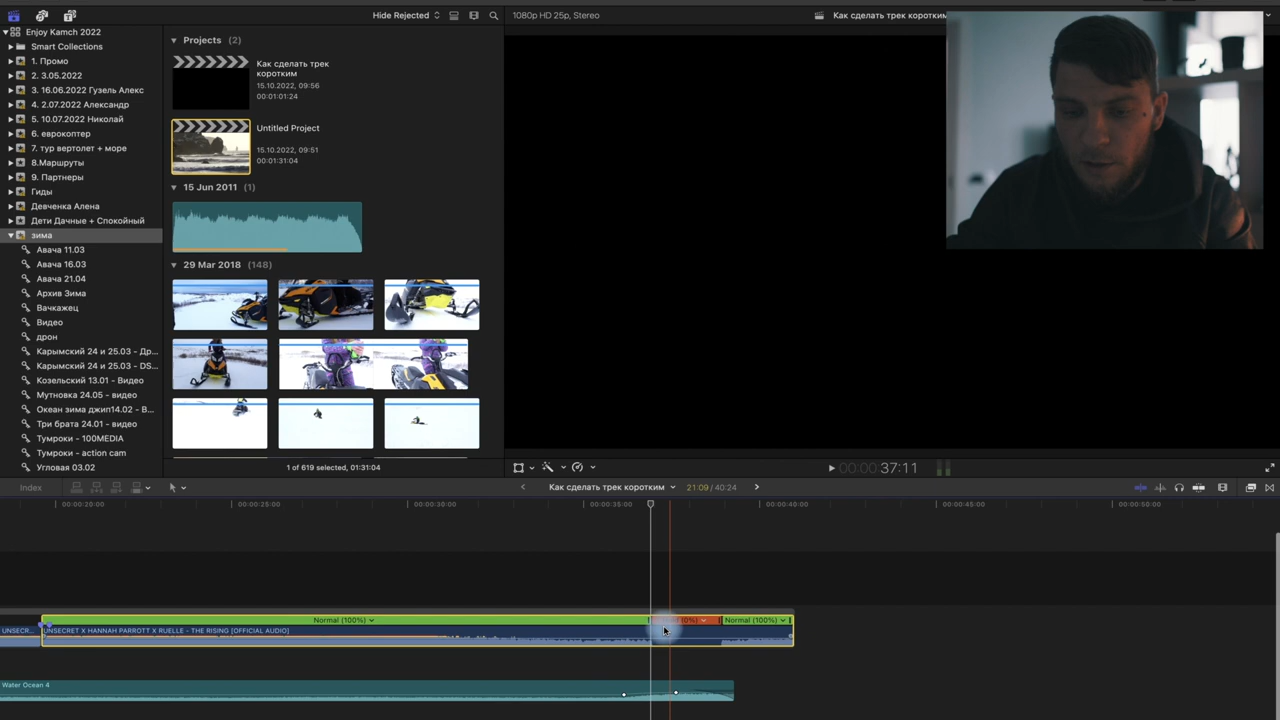 Hide Rejected
1080p HD 25p, Stereo
Как сделать трек коротким
Enjoy Kamch 2022
Smart Collections
1. Промо
2. 3.05.2022
3. 16.06.2022 Гузель Алекс
4. 2.07.2022 Александр
5. 10.07.2022 Николай
6. еврокоптер
7. тур вертолет + море
8.Маршруты
9. Партнеры
Гиды
Девченка Алена
Дети Дачные + Спокойный
зима
Авача 11.03
Авача 16.03
Авача 21.04
Архив Зима
Вачкажец
Видео
дрон
Карымский 24 и 25.03 - Др...
Карымский 24 и 25.03 - DS...
Козельский 13.01 - Видео
Мутновка 24.05 - видео
Океан зима джип14.02 - В...
Три брата 24.01 - видео
Тумроки - 100MEDIA
Тумроки - action cam
Угловая 03.02
Projects (2)
Как сделать трек
коротким
15.10.2022, 09:56
00:01:01:24
Untitled Project
15.10.2022, 09:51
00:01:31:04
15 Jun 2011 (1)
29 Mar 2018 (148)
1 of 619 selected, 01:31:04
00:00:37:11
Index
Как сделать трек коротким
21:09 / 40:24
00:00:20:00
00:00:25:00
00:00:30:00
00:00:35:00
00:00:40:00
00:00:45:00
00:00:50:00
Normal (100%)
Normal (100%)
UNSECR...
UNSECRET X HANNAH PARROTT X RUELLE - THE RISING [OFFICIAL AUDIO]
Water Ocean 4